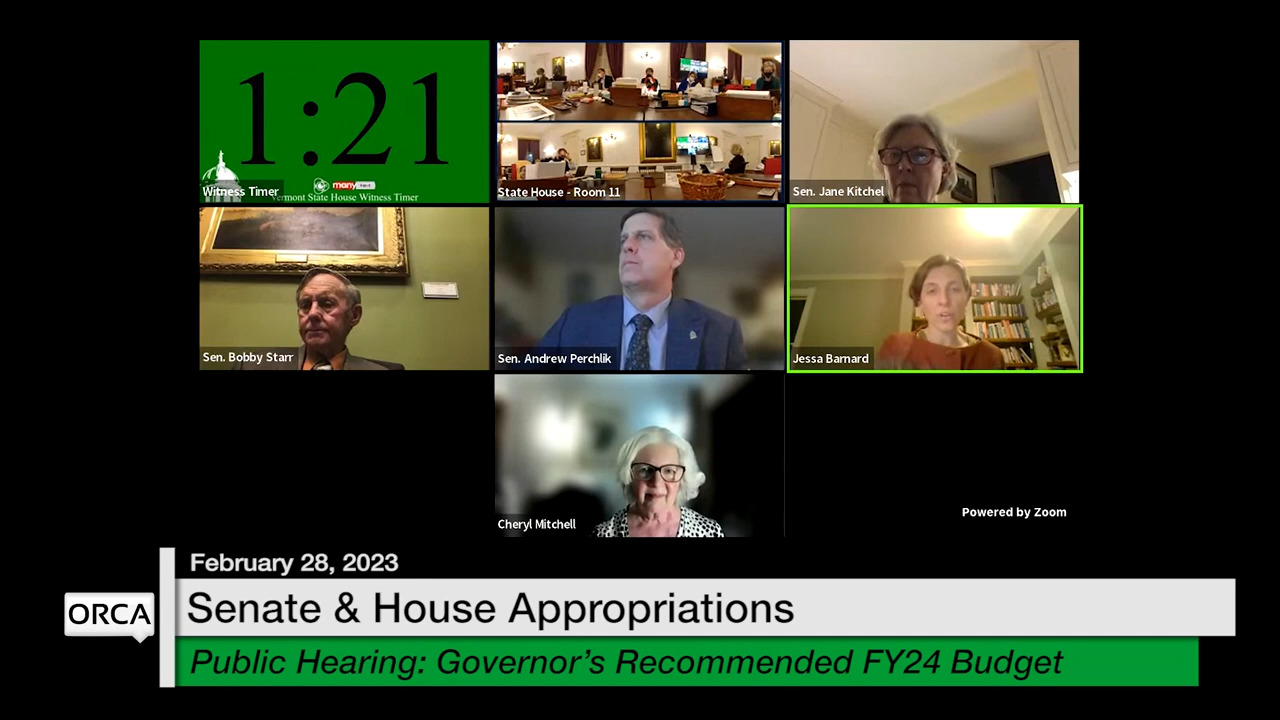 1:21
Witness Timer
many
Vermont State House Witness Timer
State House - Room 11
Sen. Jane Kitchel
Sen. Bobby Starr
Sen. Andrew Perchlik
Jessa Barnard
Cheryl Mitchell
Powered by Zoom
February 28, 2023
ORCA
Senate & House Appropriations
Public Hearing: Governor's Recommended FY24 Budget